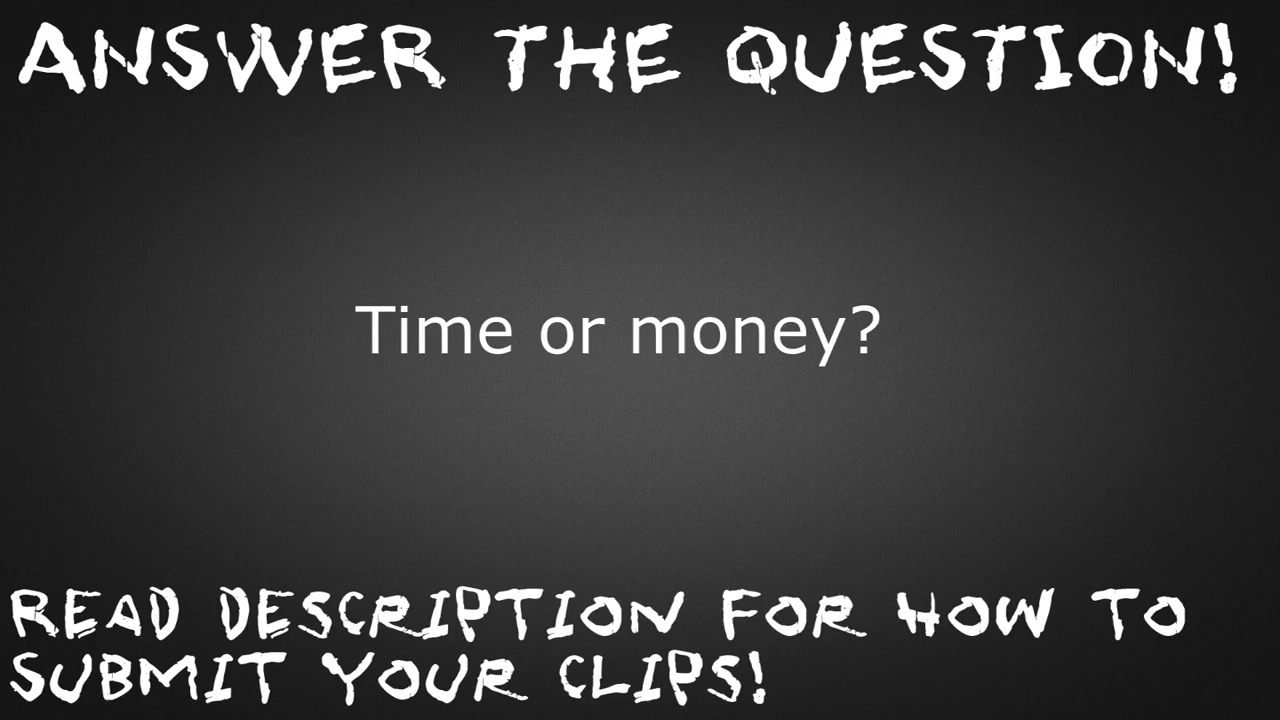 ANSWER THE QUESTION!
Time or money?
READ DESCRIPTION FOR HOW TO
SUBMIT YOUR CLIPS!